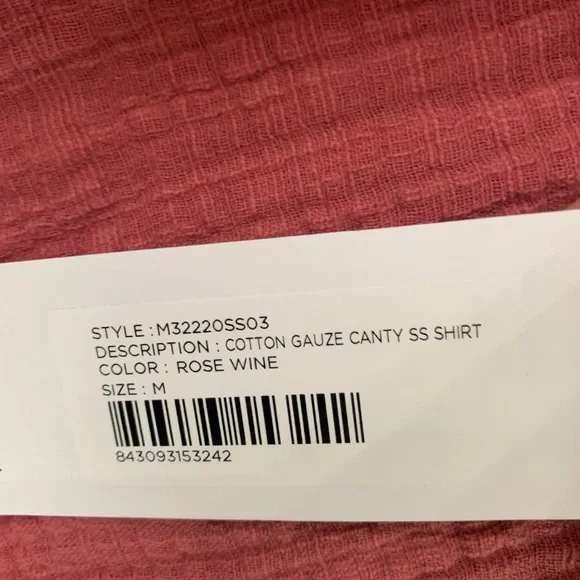 STYLE : M32220SS03
DESCRIPTION : COTTON GAUZE CANTY SS SHIRT
COLOR : ROSE WINE
SIZE : M
843093153242